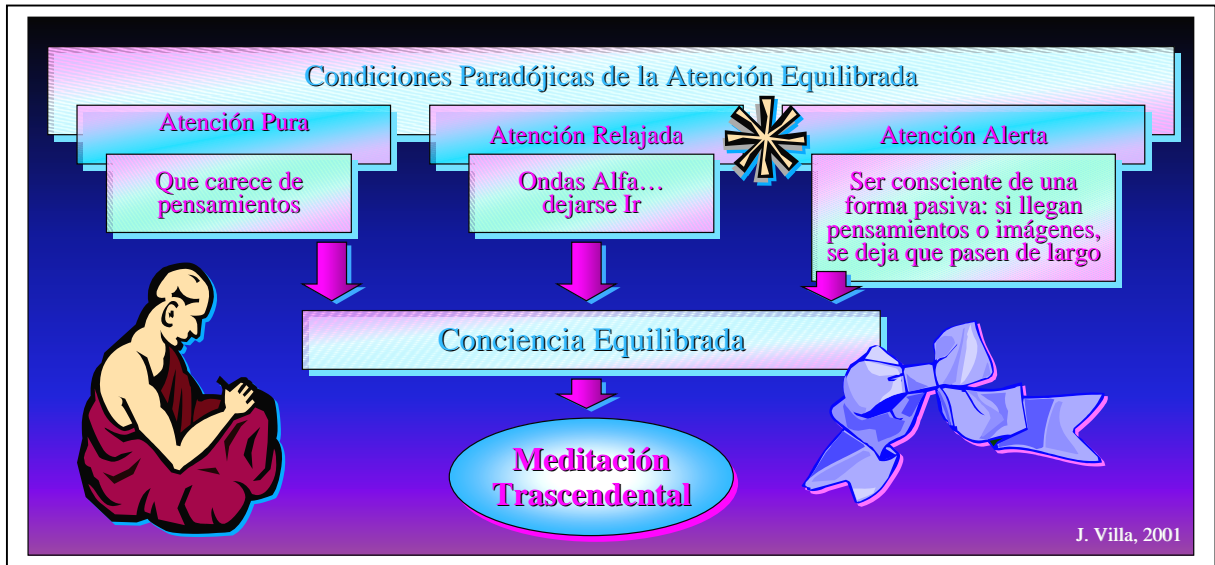 Condiciones Paradójicas de la Atención Equilibrada
Atención Pura
Que carece de
pensamientos
Atención Relajada
Ondas Alfa…
dejarse Ir
Atención Alerta
Ser consciente de una
forma pasiva: si llegan
pensamientos o imágenes,
se deja que pasen de largo
Conciencia Equilibrada
Meditación
Trascendental
J. Villa, 2001